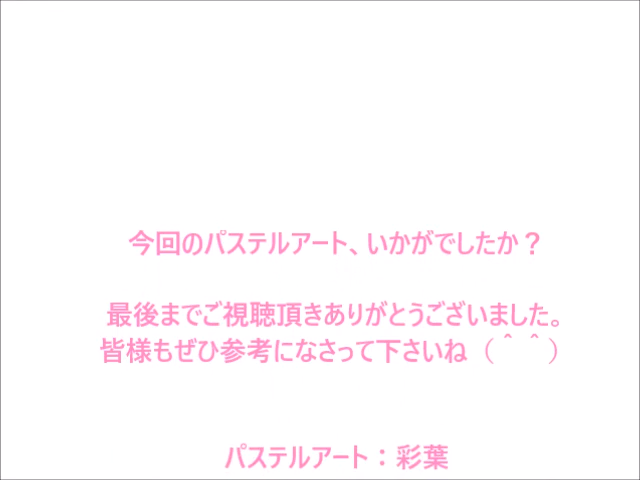 今回のパステルアート、いかがでしたか？
最後までご視聴頂きありがとうございました。
皆様もぜひ参考になさって下さいね（＾＾）
パステルアート：彩葉